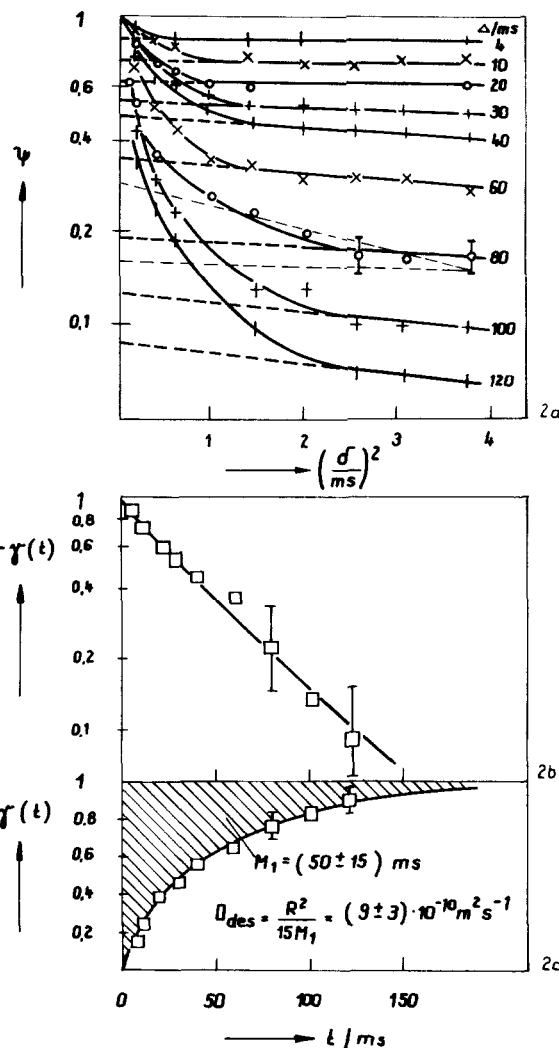 Δ/ms
1
4
10
0,6
20
30
0,4
40
ψ
60
0,2
80
0,1
100
120
0 1 2 3 4
2a
(δ/ms)²
1
0,8
0,6
-γ(t)
0,4
0,2
0,1
2b
1
γ(t)
0,8
0,6
0,4
0,2
M₁ = (50 ± 15) ms
D des = R²/15M₁ = (9 ± 3) · 10⁻¹⁰ m² s⁻¹
2c
0 50 100 150
t / ms